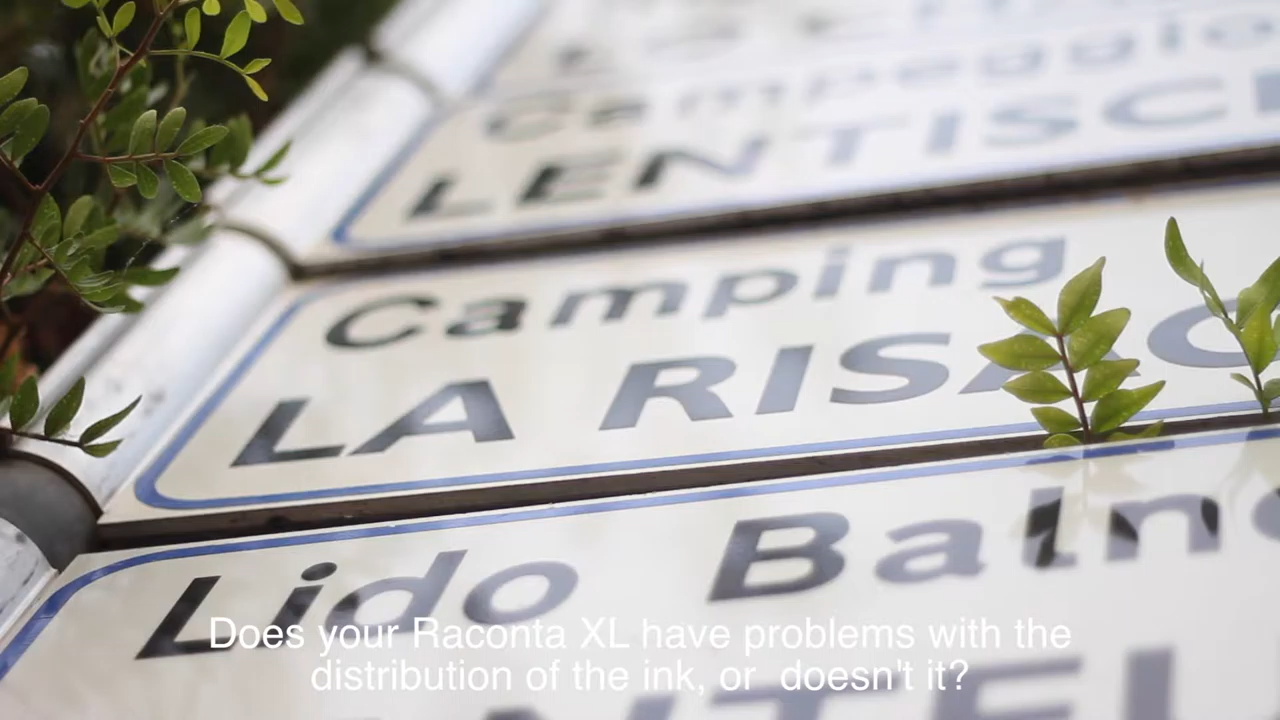 Campeggio
LENTISC
Camping
LA RISA
Lido Baln
Does your Raconta XL have problems with the
distribution of the ink, or  doesn't it?